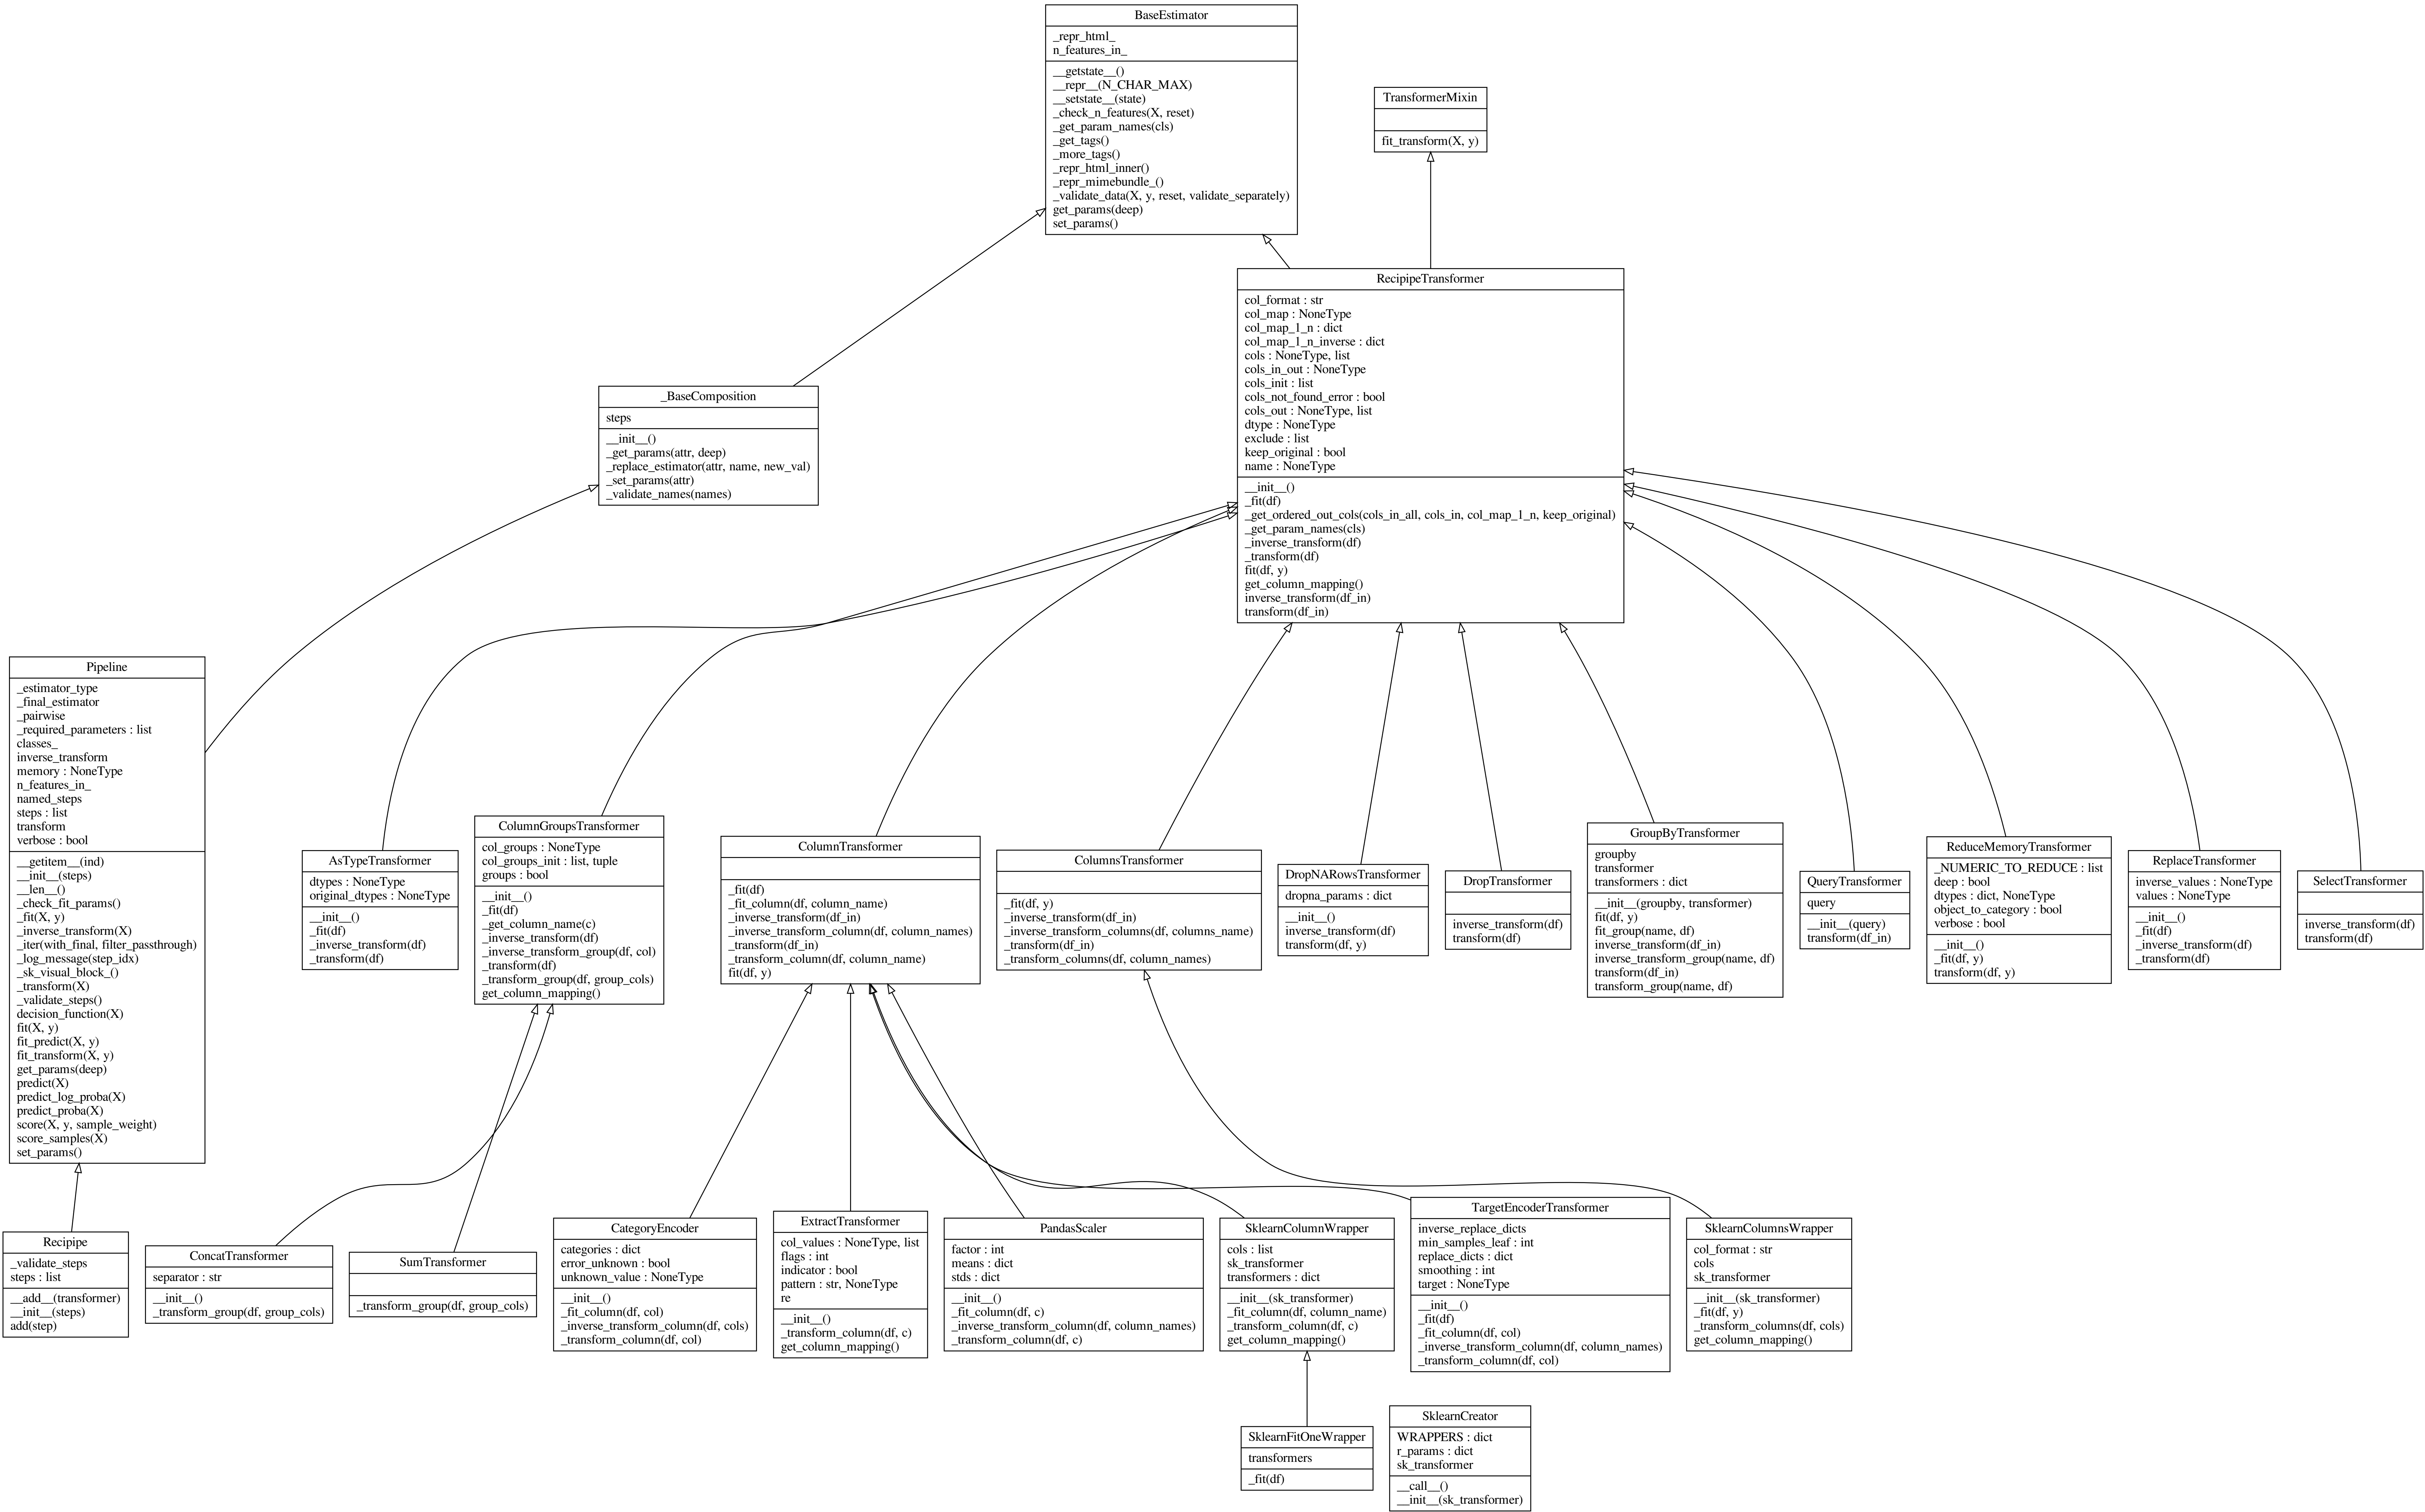 BaseEstimator
_repr_html_
n_features_in_
__getstate__()
__repr__(N_CHAR_MAX)
__setstate__(state)
_check_n_features(X, reset)
_get_param_names(cls)
_get_tags()
_more_tags()
_repr_html_inner()
_repr_mimebundle_()
_validate_data(X, y, reset, validate_separately)
get_params(deep)
set_params()
TransformerMixin
fit_transform(X, y)
RecipipeTransformer
col_format : str
col_map : NoneType
col_map_1_n : dict
col_map_1_n_inverse : dict
cols : NoneType, list
cols_in_out : NoneType
cols_init : list
cols_not_found_error : bool
cols_out : NoneType, list
dtype : NoneType
exclude : list
keep_original : bool
name : NoneType
__init__()
_fit(df)
_get_ordered_out_cols(cols_in_all, cols_in, col_map_1_n, keep_original)
_get_param_names(cls)
_inverse_transform(df)
_transform(df)
fit(df, y)
get_column_mapping()
inverse_transform(df_in)
transform(df_in)
_BaseComposition
steps
__init__()
_get_params(attr, deep)
_replace_estimator(attr, name, new_val)
_set_params(attr)
_validate_names(names)
Pipeline
_estimator_type
_final_estimator
_pairwise
_required_parameters : list
classes_
inverse_transform
memory : NoneType
n_features_in_
named_steps
steps : list
transform
verbose : bool
__getitem__(ind)
__init__(steps)
__len__()
_check_fit_params()
_fit(X, y)
_inverse_transform(X)
_iter(with_final, filter_passthrough)
_log_message(step_idx)
_sk_visual_block_()
_transform(X)
_validate_steps()
decision_function(X)
fit(X, y)
fit_predict(X, y)
fit_transform(X, y)
get_params(deep)
predict(X)
predict_log_proba(X)
predict_proba(X)
score(X, y, sample_weight)
score_samples(X)
set_params()
AsTypeTransformer
dtypes : NoneType
original_dtypes : NoneType
__init__()
_fit(df)
_inverse_transform(df)
_transform(df)
ColumnGroupsTransformer
col_groups : NoneType
col_groups_init : list, tuple
groups : bool
__init__()
_fit(df)
_get_column_name(c)
_inverse_transform(df)
_inverse_transform_group(df, col)
_transform(df)
_transform_group(df, group_cols)
get_column_mapping()
ColumnTransformer
_fit(df)
_fit_column(df, column_name)
_inverse_transform(df_in)
_inverse_transform_column(df, column_names)
_transform(df_in)
_transform_column(df, column_name)
fit(df, y)
ColumnsTransformer
_fit(df, y)
_inverse_transform(df_in)
_inverse_transform_columns(df, columns_name)
_transform(df_in)
_transform_columns(df, column_names)
DropNARowsTransformer
dropna_params : dict
__init__()
inverse_transform(df)
transform(df, y)
DropTransformer
inverse_transform(df)
transform(df)
GroupByTransformer
groupby
transformer
transformers : dict
__init__(groupby, transformer)
fit(df, y)
fit_group(name, df)
inverse_transform(df_in)
inverse_transform_group(name, df)
transform(df_in)
transform_group(name, df)
QueryTransformer
query
__init__(query)
transform(df_in)
ReduceMemoryTransformer
_NUMERIC_TO_REDUCE : list
deep : bool
dtypes : dict, NoneType
object_to_category : bool
verbose : bool
__init__()
_fit(df, y)
transform(df, y)
ReplaceTransformer
inverse_values : NoneType
values : NoneType
__init__()
_fit(df)
_inverse_transform(df)
_transform(df)
SelectTransformer
inverse_transform(df)
transform(df)
Recipipe
_validate_steps
steps : list
__add__(transformer)
__init__(steps)
add(step)
ConcatTransformer
separator : str
__init__()
_transform_group(df, group_cols)
SumTransformer
_transform_group(df, group_cols)
CategoryEncoder
categories : dict
error_unknown : bool
unknown_value : NoneType
__init__()
_fit_column(df, col)
_inverse_transform_column(df, cols)
_transform_column(df, col)
ExtractTransformer
col_values : NoneType, list
flags : int
indicator : bool
pattern : str, NoneType
re
__init__()
_transform_column(df, c)
get_column_mapping()
PandasScaler
factor : int
means : dict
stds : dict
__init__()
_fit_column(df, c)
_inverse_transform_column(df, column_names)
_transform_column(df, c)
SklearnColumnWrapper
cols : list
sk_transformer
transformers : dict
__init__(sk_transformer)
_fit_column(df, column_name)
_transform_column(df, c)
get_column_mapping()
TargetEncoderTransformer
inverse_replace_dicts
min_samples_leaf : int
replace_dicts : dict
smoothing : int
target : NoneType
__init__()
_fit(df)
_fit_column(df, col)
_inverse_transform_column(df, column_names)
_transform_column(df, col)
SklearnColumnsWrapper
col_format : str
cols
sk_transformer
__init__(sk_transformer)
_fit(df, y)
_transform_columns(df, cols)
get_column_mapping()
SklearnFitOneWrapper
transformers
_fit(df)
SklearnCreator
WRAPPERS : dict
r_params : dict
sk_transformer
__call__()
__init__(sk_transformer)